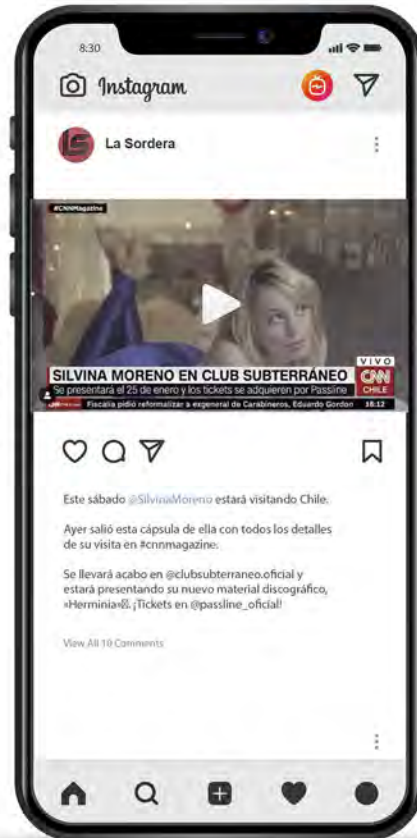 8:30
Instagram
LS La Sordera
#CNNMagazine
SILVINA MORENO EN CLUB SUBTERRÁNEO
VIVO
CNN
CHILE
Se presentará el 25 de enero y los tickets se adquieren por Passline
Fiscalía pidió reformalizar a exgeneral de Carabineros, Eduardo Gordon
16:12
Este sábado @SilvinaMoreno estará visitando Chile.
Ayer salió esta cápsula de ella con todos los detalles
de su visita en #cnnmagazine.
Se llevará acabo en @clubsubterraneo.oficial y
estará presentando su nuevo material discográfico,
»Herminia». ¡Tickets en @passline_oficial!
View All 10 Comments